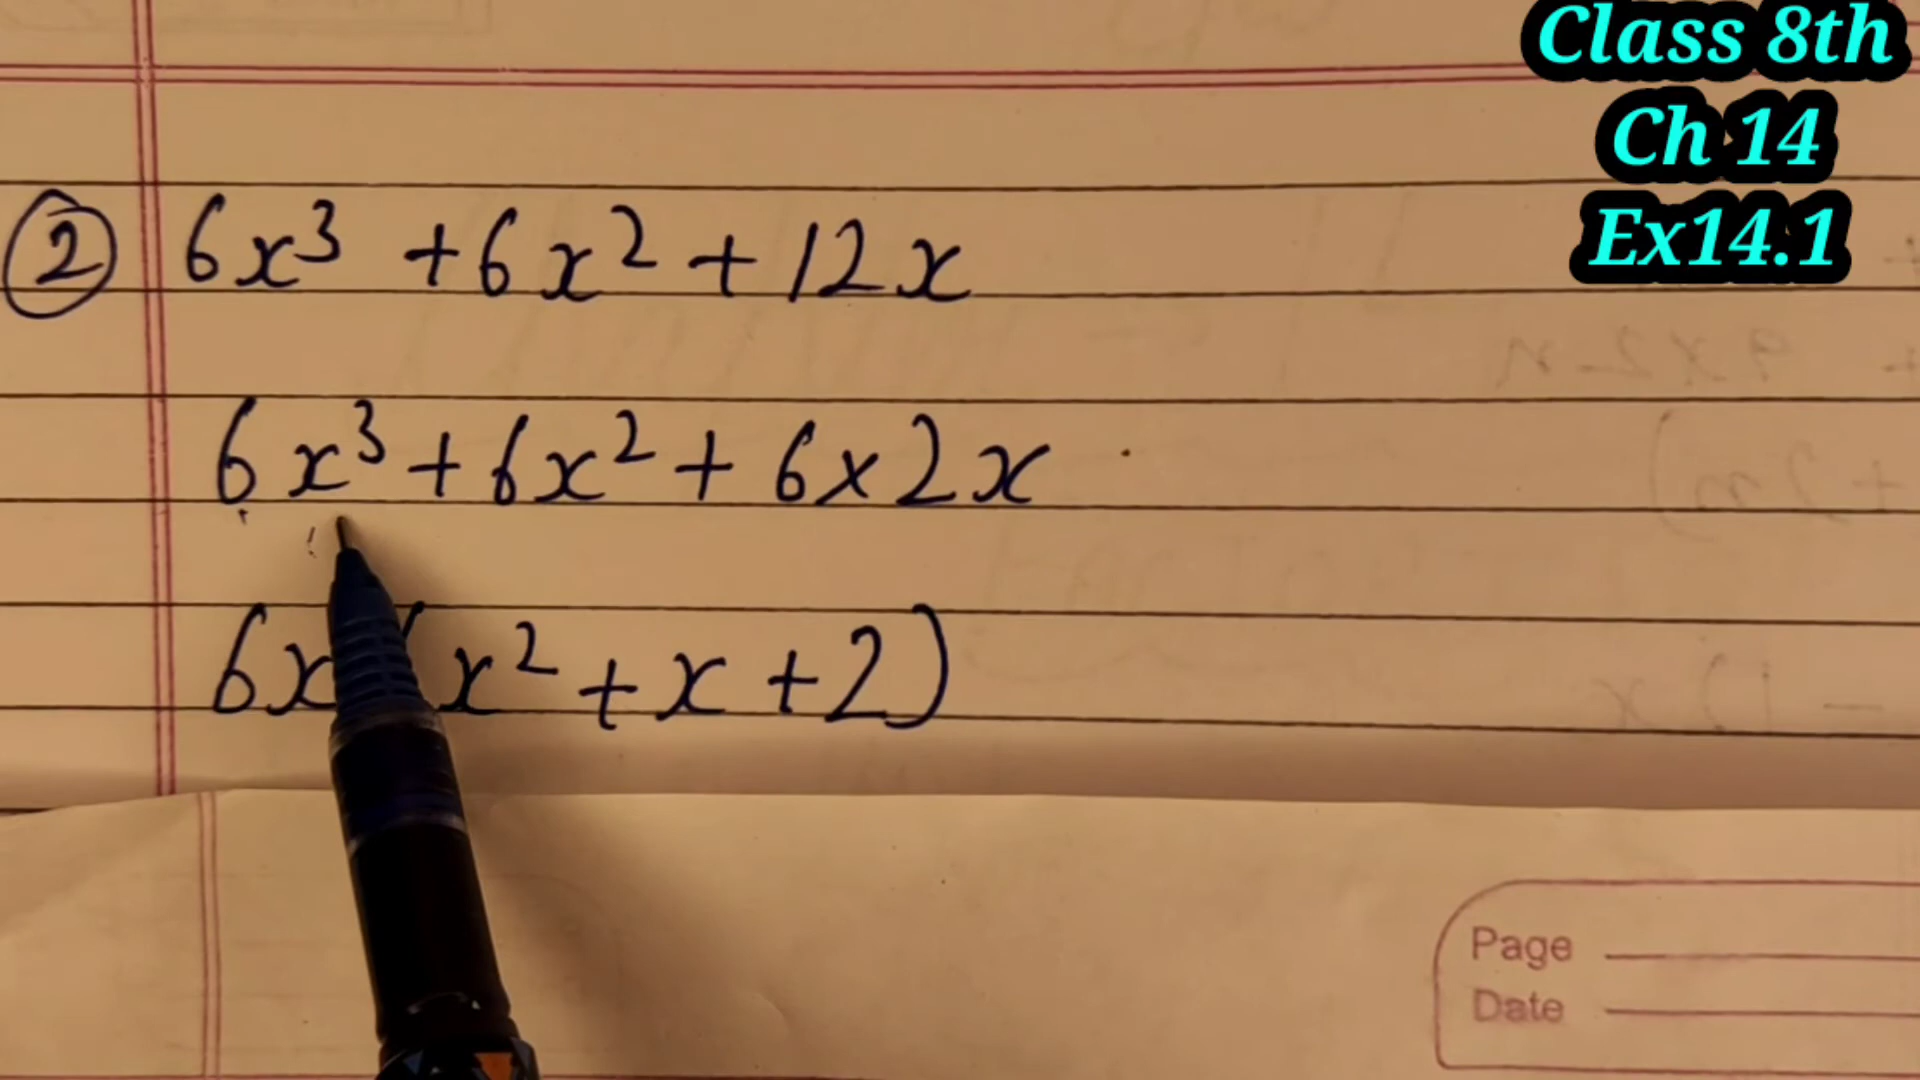 Class 8th
Ch 14
Ex14.1
② 6x³ + 6x² + 12x
6x³ + 6x² + 6×2x
6x (x² + x + 2)
Page
Date